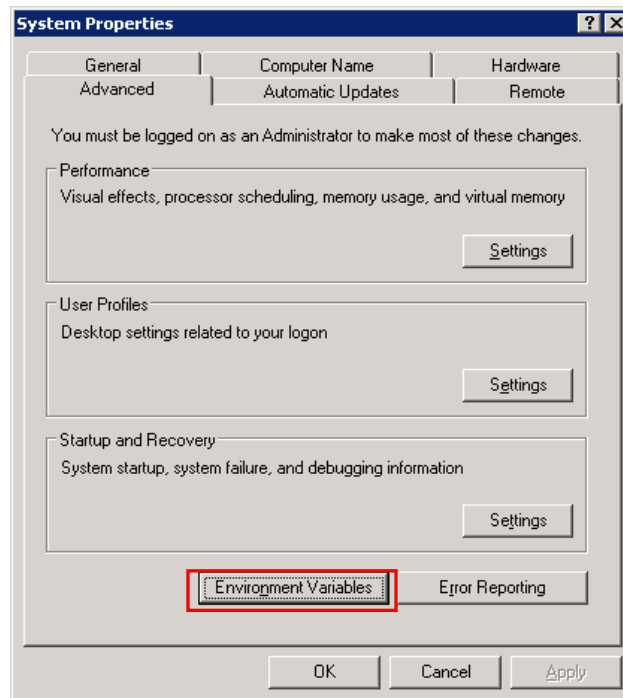 System Properties
General Computer Name Hardware
Advanced Automatic Updates Remote
You must be logged on as an Administrator to make most of these changes.
Performance
Visual effects, processor scheduling, memory usage, and virtual memory
Settings
User Profiles
Desktop settings related to your logon
Settings
Startup and Recovery
System startup, system failure, and debugging information
Settings
Environment Variables Error Reporting
OK Cancel Apply